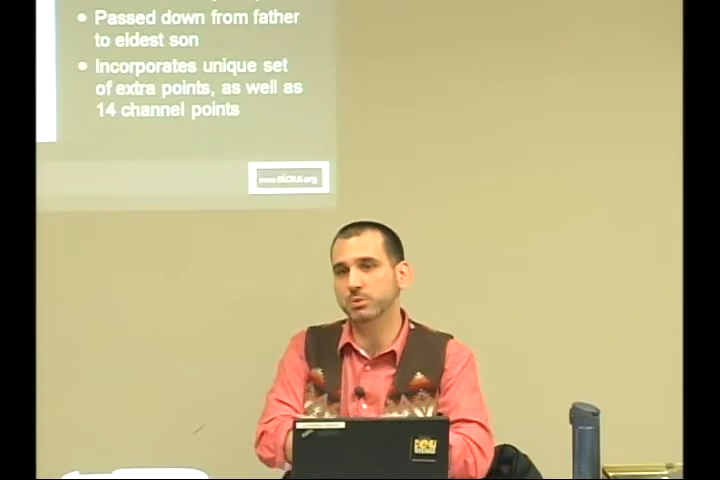 • Passed down from father
to eldest son
• Incorporates unique set
of extra points, as well as
14 channel points